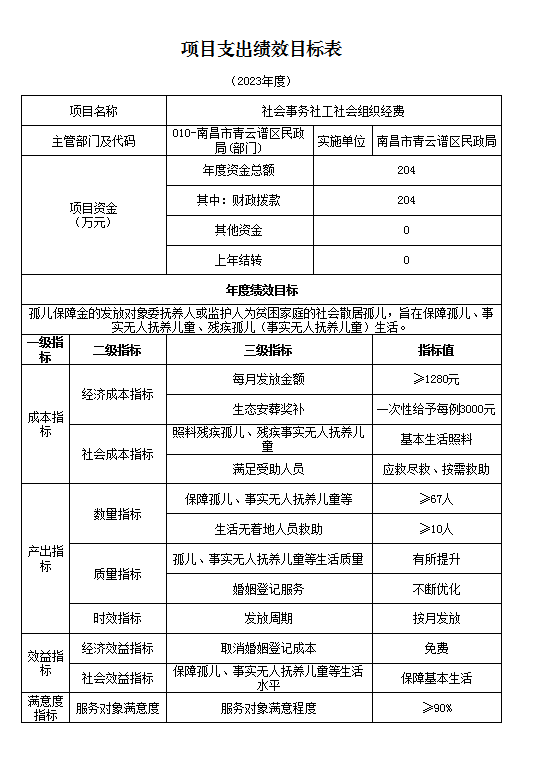 项目支出绩效目标表
（2023年度）
项目名称 社会事务社工社会组织经费
主管部门及代码 010-南昌市青云谱区民政局(部门) 实施单位 南昌市青云谱区民政局
项目资金
（万元）
年度资金总额 204
其中：财政拨款 204
其他资金 0
上年结转 0
年度绩效目标
孤儿保障金的发放对象委抚养人或监护人为贫困家庭的社会散居孤儿，旨在保障孤儿、事
实无人抚养儿童、残疾孤儿（事实无人抚养儿童）生活。
一级指标 二级指标 三级指标 指标值
成本指标 经济成本指标 每月发放金额 ≥1280元
生态安葬奖补 一次性给予每例3000元
社会成本指标 照料残疾孤儿、残疾事实无人抚养儿童 基本生活照料
满足受助人员 应救尽救、按需救助
产出指标 数量指标 保障孤儿、事实无人抚养儿童等 ≥67人
生活无着地人员救助 ≥10人
质量指标 孤儿、事实无人抚养儿童等生活质量 有所提升
婚姻登记服务 不断优化
时效指标 发放周期 按月发放
效益指标 经济效益指标 取消婚姻登记成本 免费
社会效益指标 保障孤儿、事实无人抚养儿童等生活水平 保障基本生活
满意度指标 服务对象满意度 服务对象满意程度 ≥90%